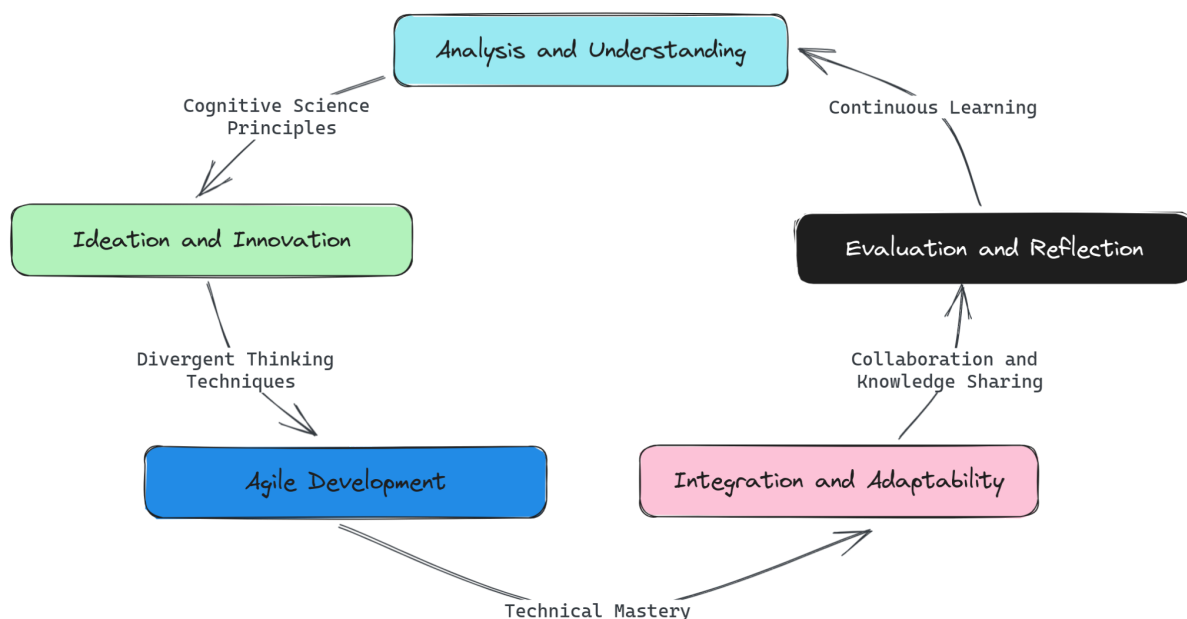 Analysis and Understanding
Cognitive Science
Principles
Continuous Learning
Ideation and Innovation
Evaluation and Reflection
Divergent Thinking
Techniques
Collaboration and
Knowledge Sharing
Agile Development
Integration and Adaptability
Technical Mastery